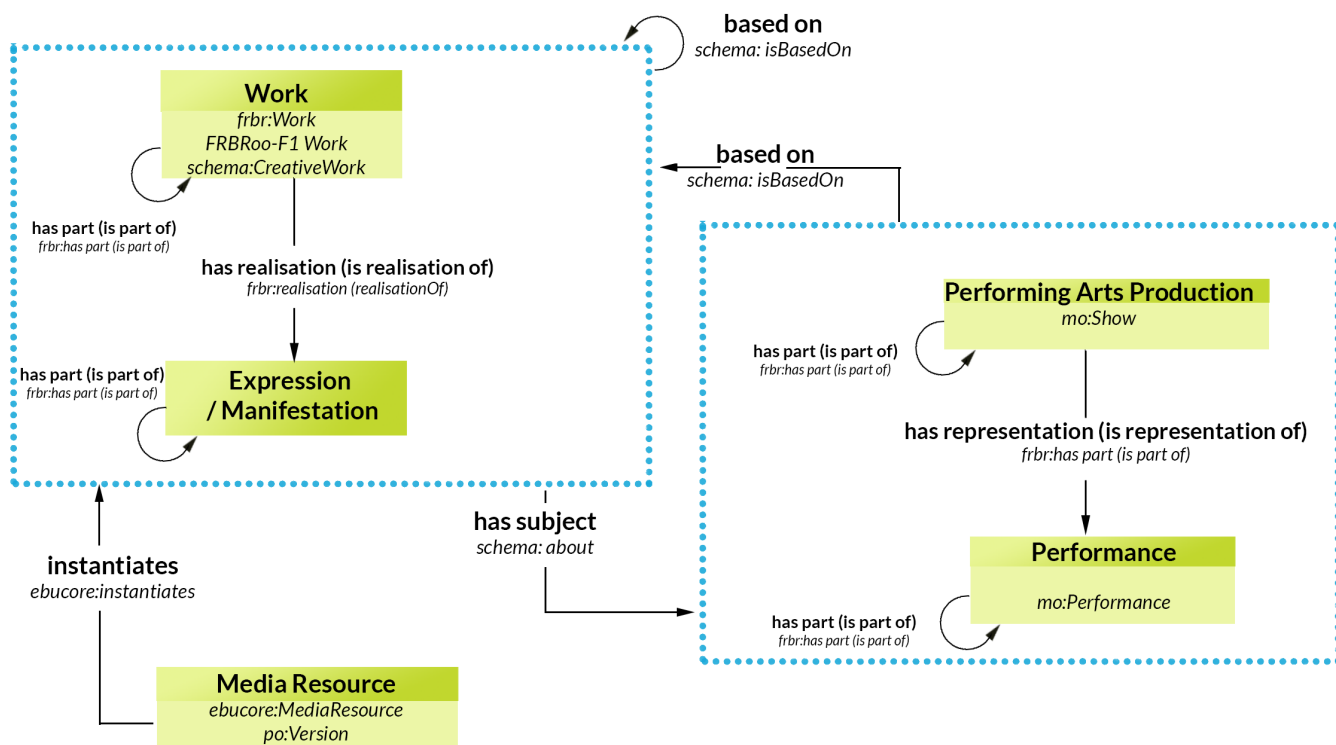 based on
schema: isBasedOn
Work
frbr:Work
FRBRoo-F1 Work
schema:CreativeWork
has part (is part of)
frbr:has part (is part of)
has realisation (is realisation of)
frbr:realisation (realisationOf)
has part (is part of)
frbr:has part (is part of)
Expression
/ Manifestation
based on
schema: isBasedOn
Performing Arts Production
mo:Show
has part (is part of)
frbr:has part (is part of)
has representation (is representation of)
frbr:has part (is part of)
Performance
mo:Performance
has part (is part of)
frbr:has part (is part of)
has subject
schema: about
instantiates
ebucore:instantiates
Media Resource
ebucore:MediaResource
po:Version